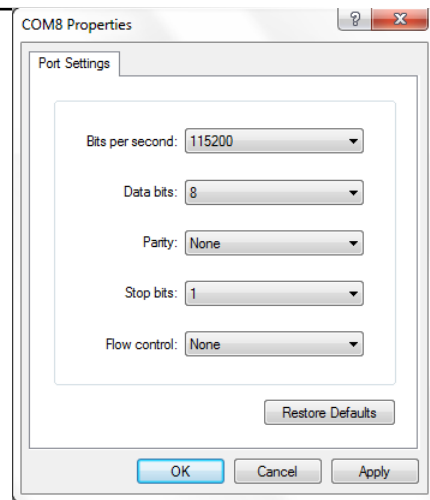 COM8 Properties
Port Settings
Bits per second: 115200
Data bits: 8
Parity: None
Stop bits: 1
Flow control: None
Restore Defaults
OK Cancel Apply